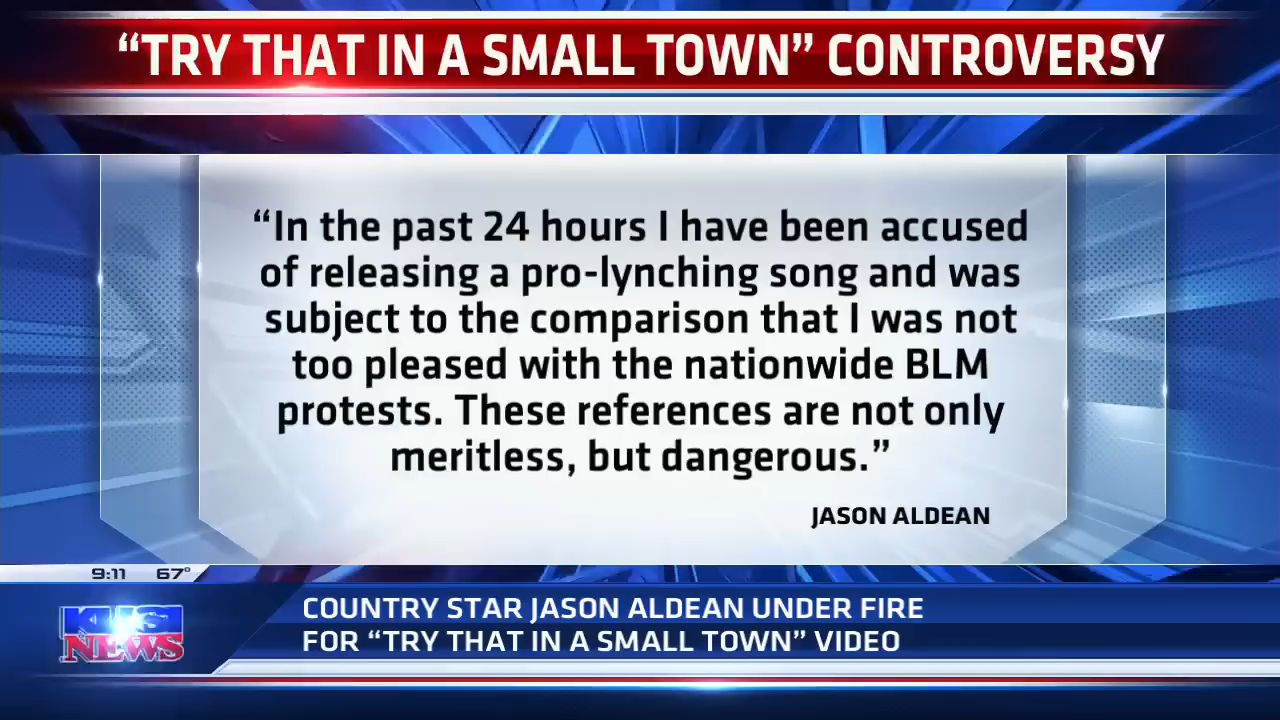 “TRY THAT IN A SMALL TOWN” CONTROVERSY
“In the past 24 hours I have been accused
of releasing a pro-lynching song and was
subject to the comparison that I was not
too pleased with the nationwide BLM
protests. These references are not only
meritless, but dangerous.”
JASON ALDEAN
9:11 67°
COUNTRY STAR JASON ALDEAN UNDER FIRE
FOR “TRY THAT IN A SMALL TOWN” VIDEO
KUSI
NEWS